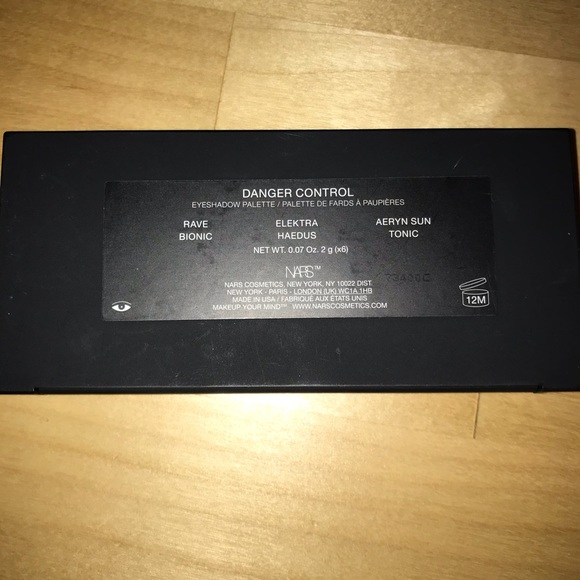 DANGER CONTROL
EYESHADOW PALETTE / PALETTE DE FARDS À PAUPIÈRES
RAVE ELEKTRA AERYN SUN
BIONIC HAEDUS TONIC
NET WT. 0.07 Oz. 2 g (x6)
NARS™
NARS COSMETICS, NEW YORK, NY 10022 DIST.
NEW YORK - PARIS - LONDON (UK) WC1A 1HB
MADE IN USA / FABRIQUÉ AUX ÉTATS UNIS
MAKEUP YOUR MIND™ WWW.NARSCOSMETICS.COM
12M